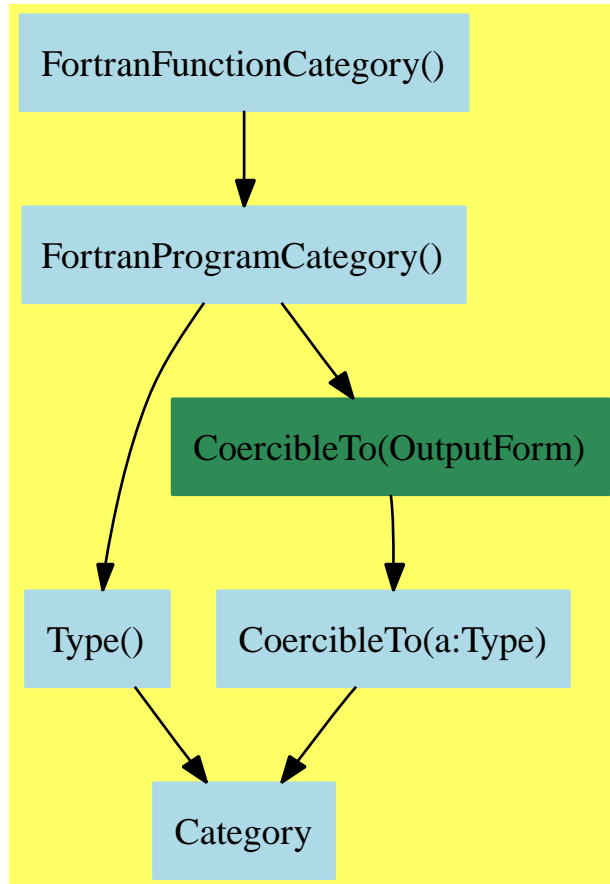 FortranFunctionCategory()
FortranProgramCategory()
CoercibleTo(OutputForm)
Type()
CoercibleTo(a:Type)
Category